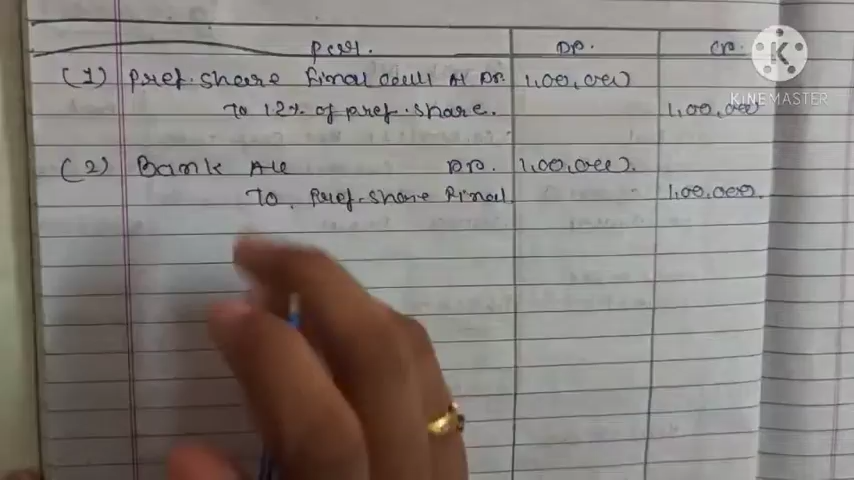 Par. Dr. Cr.
(1) Pref. share Final call A/c Dr. 1,00,000
To 12% of pref. share. 1,00,000
(2) Bank A/c Dr. 1,00,000.
To. Pref. share Final 1,00,000.
KINEMASTER